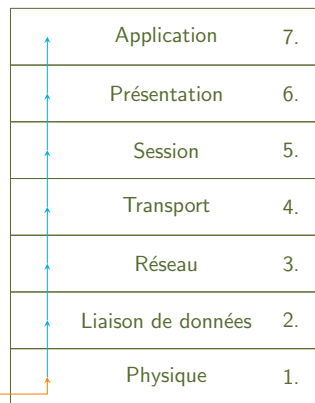 Application 7.
Présentation 6.
Session 5.
Transport 4.
Réseau 3.
Liaison de données 2.
Physique 1.